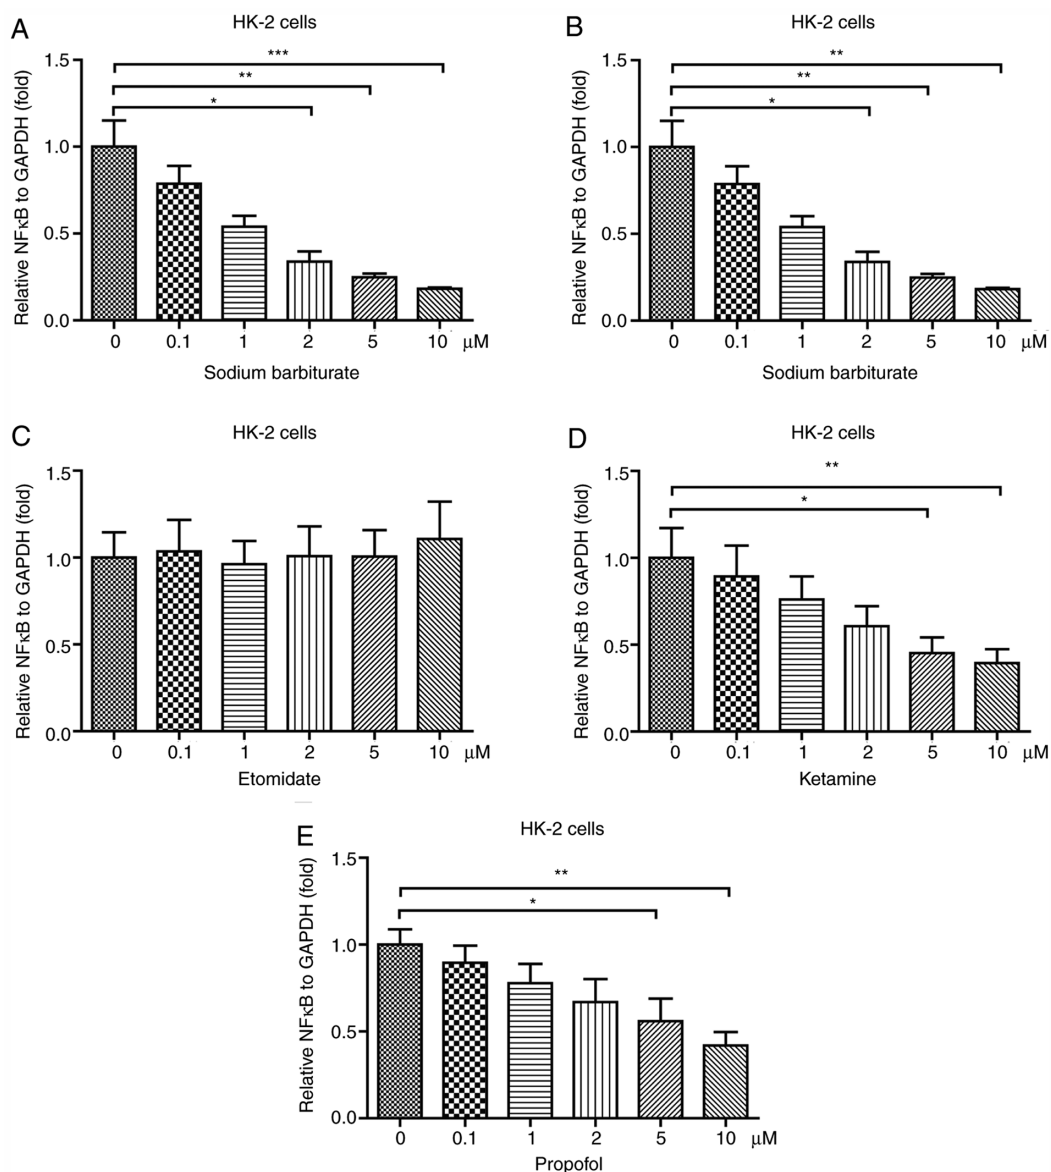 A
HK-2 cells
Relative NFκB to GAPDH (fold)
1.5
1.0
0.5
0.0
***
**
*
0 0.1 1 2 5 10 μM
Sodium barbiturate
B
HK-2 cells
Relative NFκB to GAPDH (fold)
1.5
1.0
0.5
0.0
**
**
*
0 0.1 1 2 5 10 μM
Sodium barbiturate
C
HK-2 cells
Relative NFκB to GAPDH (fold)
1.5
1.0
0.5
0.0
0 0.1 1 2 5 10 μM
Etomidate
D
HK-2 cells
Relative NFκB to GAPDH (fold)
1.5
1.0
0.5
0.0
**
*
0 0.1 1 2 5 10 μM
Ketamine
E
HK-2 cells
Relative NFκB to GAPDH (fold)
1.5
1.0
0.5
0.0
**
*
0 0.1 1 2 5 10 μM
Propofol